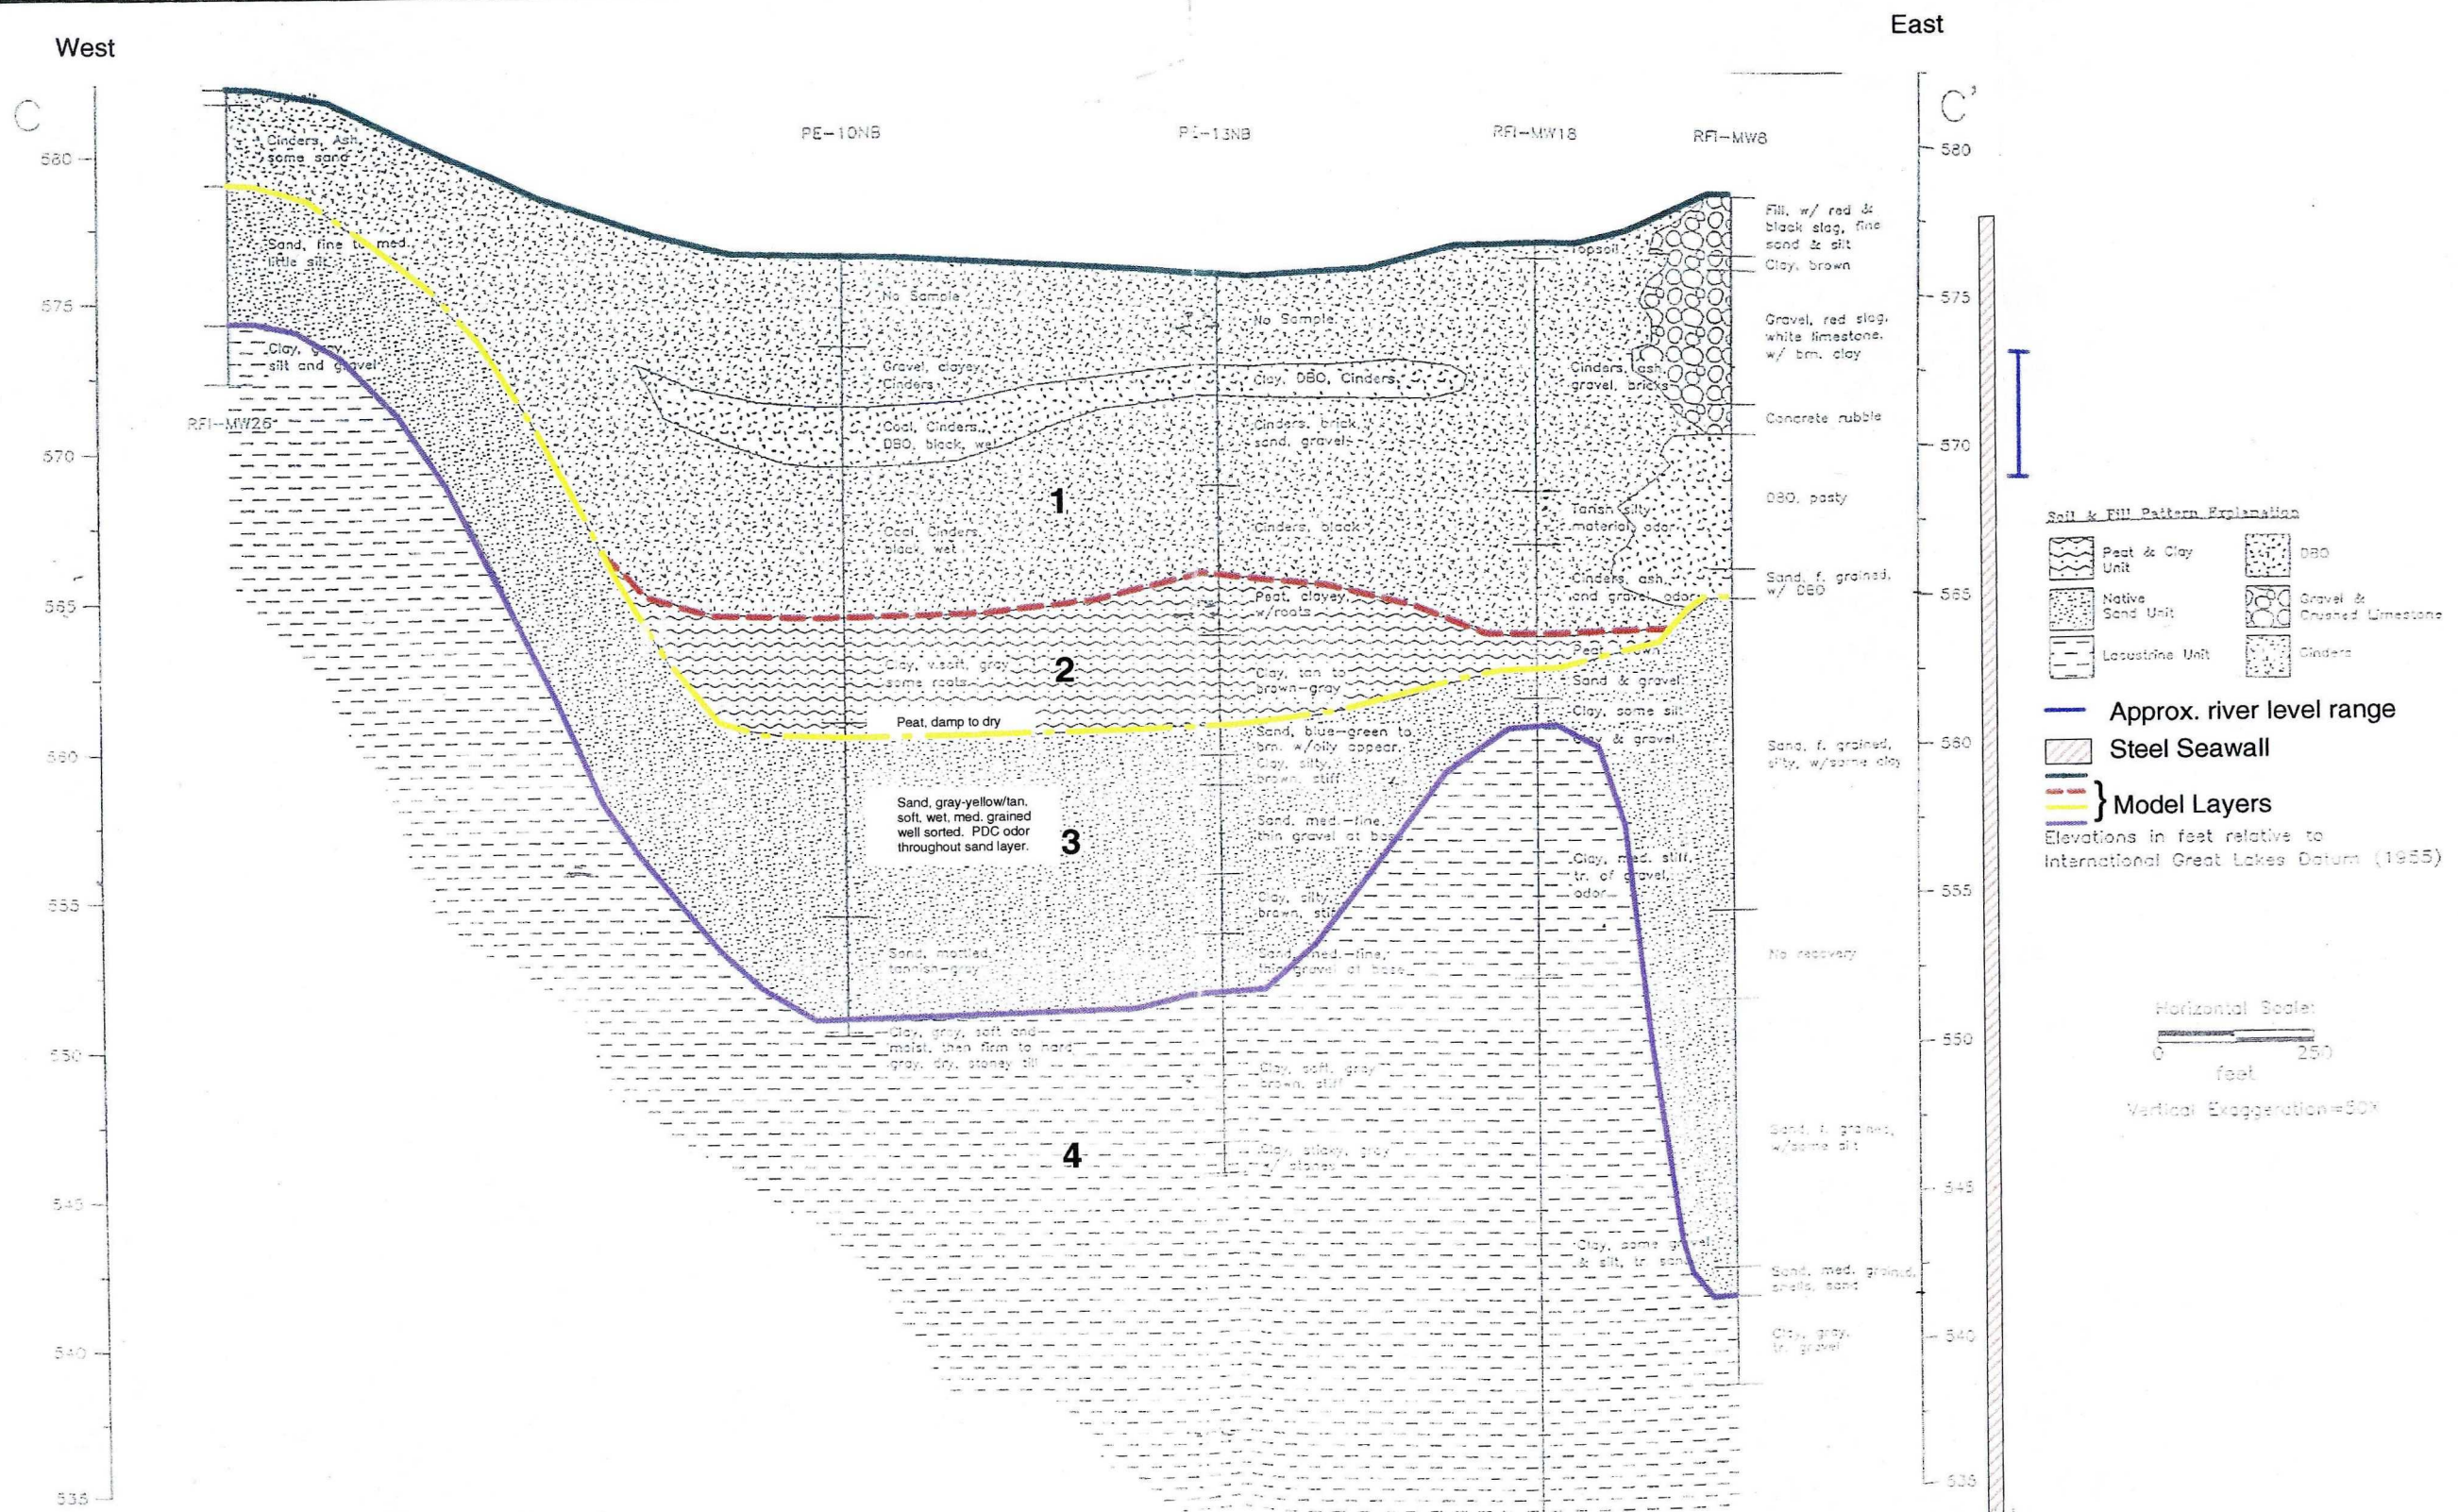 West
East
C
C'
580
575
570
565
560
555
550
545
540
535
PE-10NB
PE-13NB
RFI-MW18
RFI-MW8
RFI-MW26
Cinders, Ash,
some sand
Sand, fine to med.
little silt
Clay, gray,
silt and gravel
No Sample
Gravel, clayey,
Cinders
Coal, Cinders,
DBO, black, wet
1
Coal, Cinders,
black, wet
2
Clay, v.soft, gray
some roots
Peat, damp to dry
Sand, gray-yellow/tan,
soft, wet, med. grained
well sorted. PDC odor
throughout sand layer.
3
Sand, mottled,
tannish-gray
Clay, gray, soft and
moist, then firm to hard
gray, dry, stoney till
4
No Sample
Clay, DBO, Cinders
Cinders, brick,
sand, gravel
Cinders, black
Peat, clayey
w/roots
Clay, tan to
brown-gray
Sand, blue-green to
brn. w/oily appear.
Clay, silty,
brown, stiff
Sand, med.-fine,
thin gravel at base
Clay, silty,
brown, stiff
Sand, med.-fine,
thin gravel at base
Clay, soft, gray
brown, stiff
Clay, sticky, gray
w/ stones
Topsoil
Cinders, ash,
gravel, bricks
Tanish silty
material, odor
Cinders, ash,
and gravel, odor
Peat
Sand & gravel
Clay, some silt
Clay & gravel
Clay, med. stiff,
tr. of gravel,
odor
Clay, some gravel
& silt, tr. sand
Fill, w/ red &
black slag, fine
sand & silt
Clay, brown
Gravel, red slag,
white limestone,
w/ brn. clay
Concrete rubble
DBO, pasty
Sand, f. grained,
w/ DBO
Sand, f. grained,
silty, w/some clay
No recovery
Sand, f. grained,
w/some silt
Sand, med. grained,
shells, sand
Clay, gray,
tr. gravel
580
575
570
565
560
555
550
545
540
535
Soil & Fill Pattern Explanation
Peat & Clay
Unit
DBO
Native
Sand Unit
Gravel &
Crushed Limestone
Lacustrine Unit
Cinders
Approx. river level range
Steel Seawall
} Model Layers
Elevations in feet relative to
International Great Lakes Datum (1955)
Horizontal Scale:
0 250
feet
Vertical Exaggeration=50X